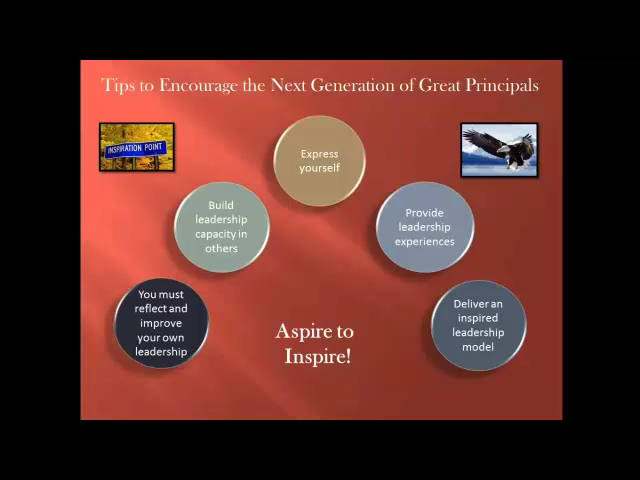 Tips to Encourage the Next Generation of Great Principals
INSPIRATION POINT
Express
yourself
Build
leadership
capacity in
others
Provide
leadership
experiences
You must
reflect and
improve
your own
leadership
Deliver an
inspired
leadership
model
Aspire to
Inspire!